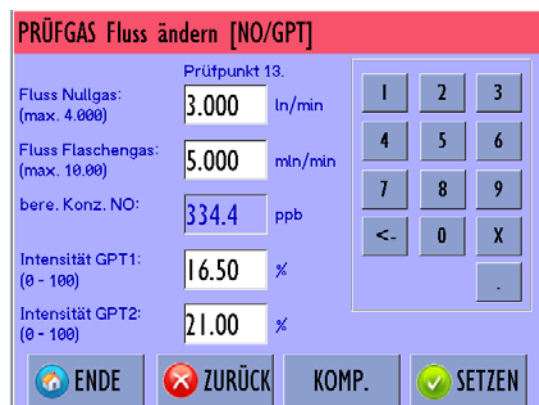 PRÜFGAS Fluss ändern [NO/GPT]
Prüfpunkt 13.
Fluss Nullgas:
(max. 4.000)
3.000 ln/min
Fluss Flaschengas:
(max. 10.00)
5.000 mln/min
bere. Konz. NO:
334.4 ppb
Intensität GPT1:
(0 - 100)
16.50 %
Intensität GPT2:
(0 - 100)
21.00 %
1 2 3
4 5 6
7 8 9
<- 0 X
.
ENDE ZURÜCK KOMP. SETZEN